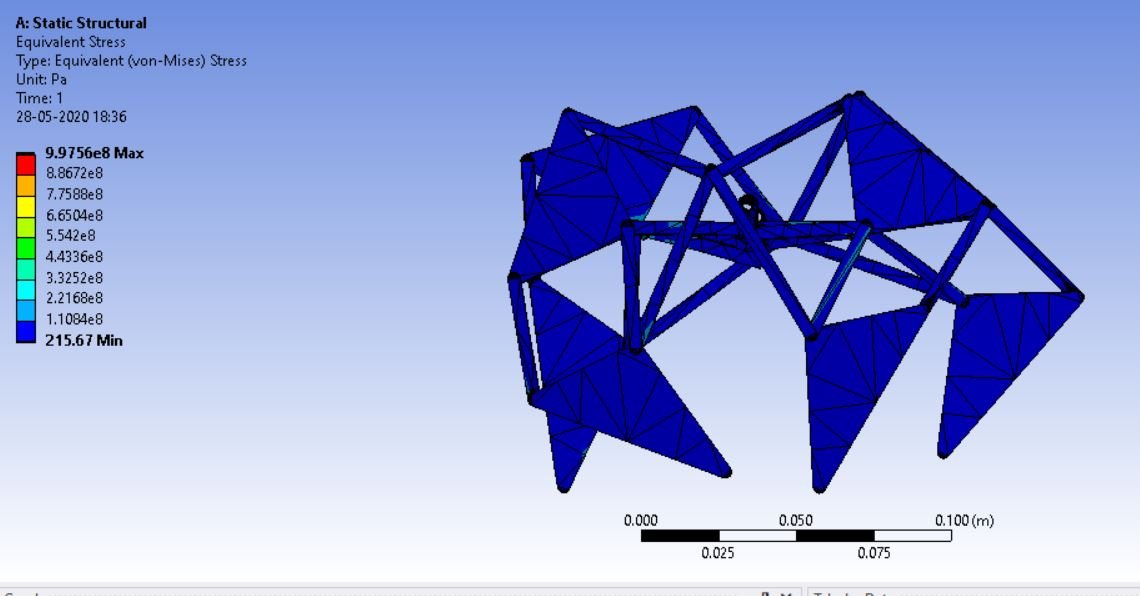 A: Static Structural
Equivalent Stress
Type: Equivalent (von-Mises) Stress
Unit: Pa
Time: 1
28-05-2020 18:36
9.9756e8 Max
8.8672e8
7.7588e8
6.6504e8
5.542e8
4.4336e8
3.3252e8
2.2168e8
1.1084e8
215.67 Min
0.000 0.050 0.100 (m)
0.025 0.075